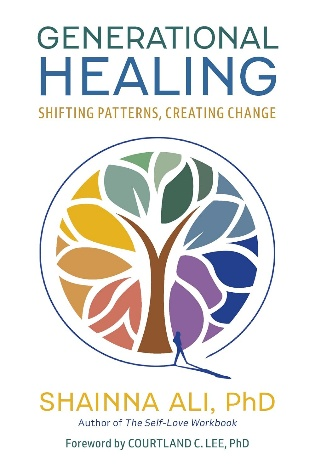 GENERATIONAL
HEALING
SHIFTING PATTERNS, CREATING CHANGE
SHAINNA ALI, PhD
Author of The Self-Love Workbook
Foreword by COURTLAND C. LEE, PhD